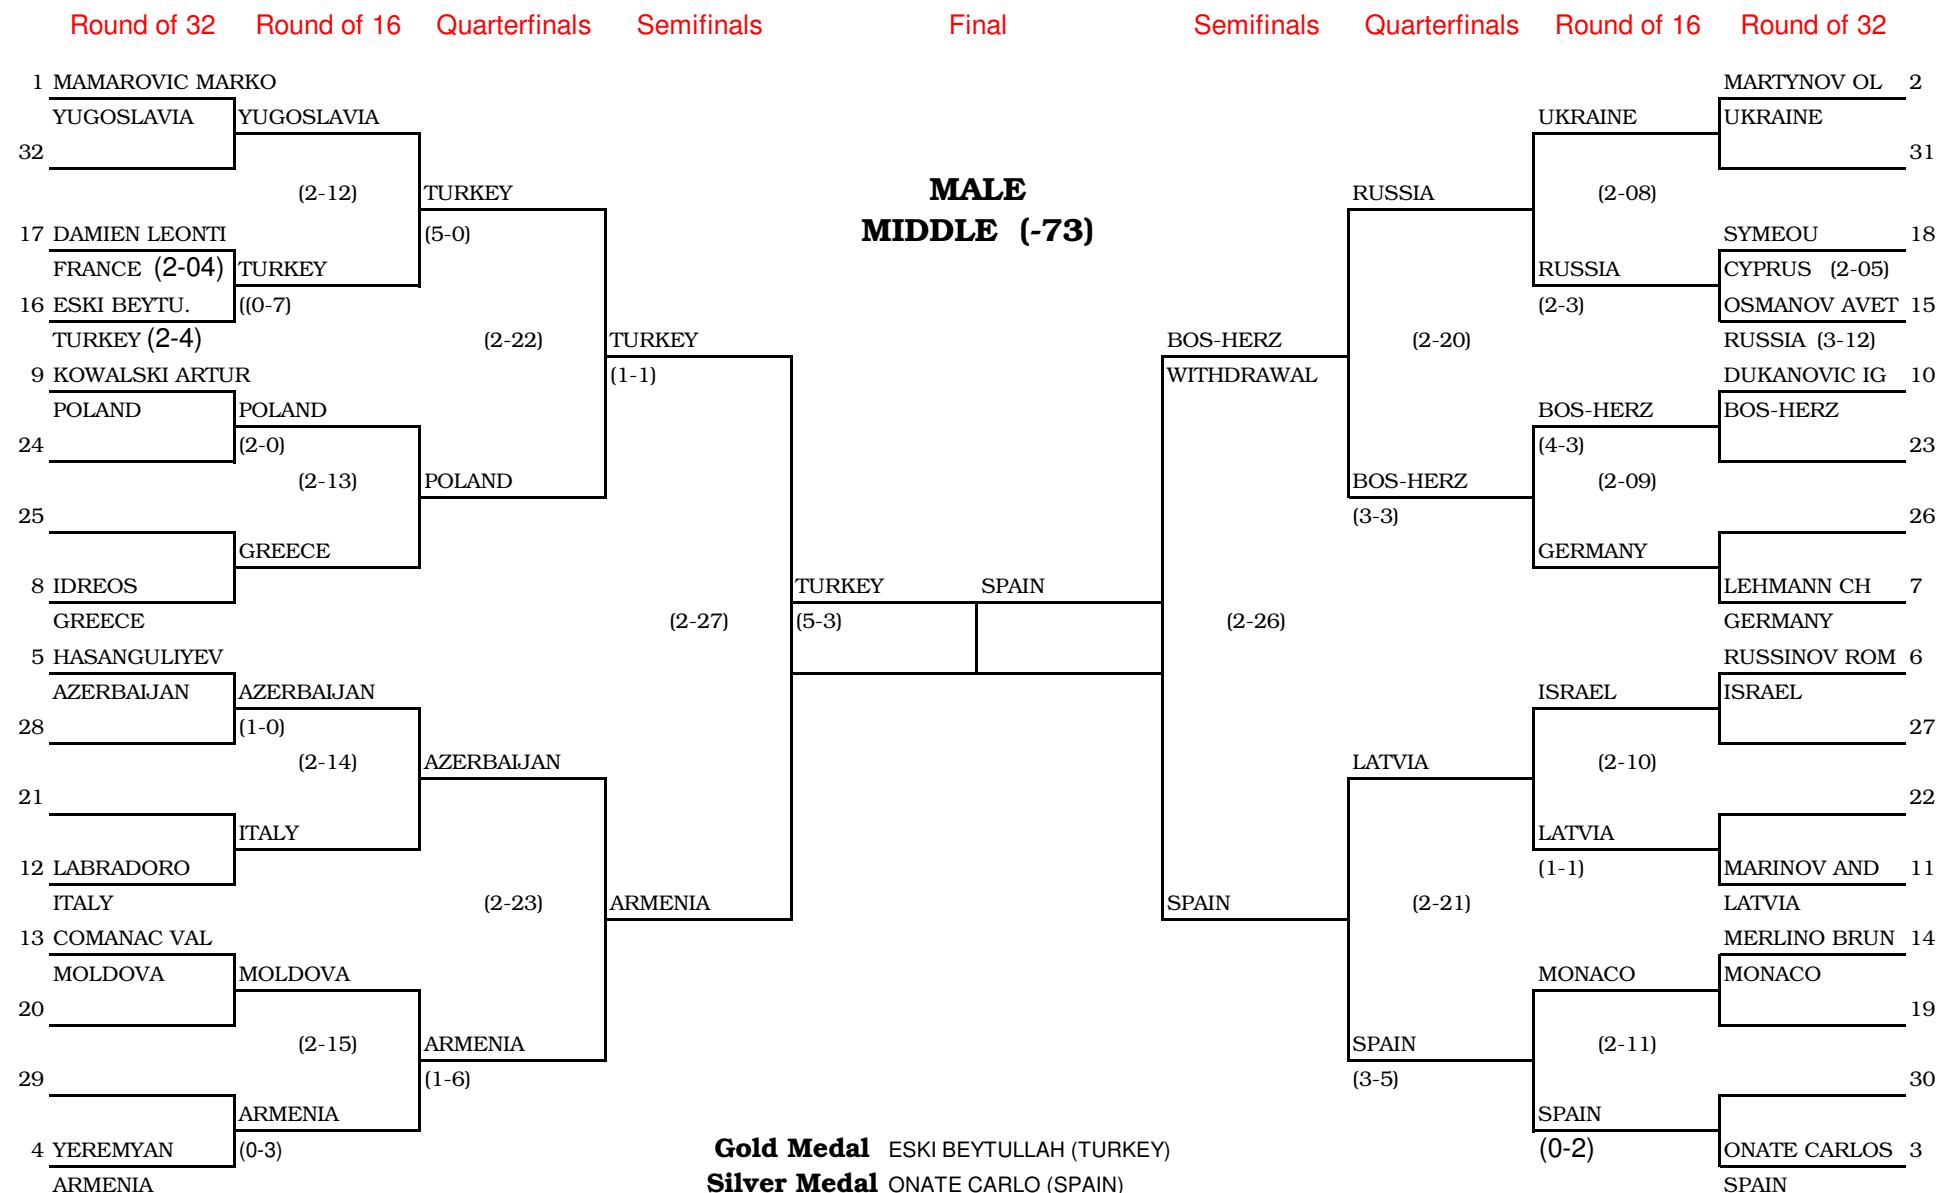 Round of 32 Round of 16 Quarterfinals Semifinals Final Semifinals Quarterfinals Round of 16 Round of 32
1 MAMAROVIC MARKO MARTYNOV OL 2
YUGOSLAVIA YUGOSLAVIA UKRAINE UKRAINE
32 31
(2-12) TURKEY MALE RUSSIA (2-08)
17 DAMIEN LEONTI (5-0) MIDDLE (-73) SYMEOU 18
FRANCE (2-04) TURKEY RUSSIA CYPRUS (2-05)
16 ESKI BEYTU. ((0-7) (2-3) OSMANOV AVET 15
TURKEY (2-4) (2-22) TURKEY BOS-HERZ (2-20) RUSSIA (3-12)
9 KOWALSKI ARTUR (1-1) WITHDRAWAL DUKANOVIC IG 10
POLAND POLAND BOS-HERZ BOS-HERZ
24 (2-0) (4-3) 23
(2-13) POLAND BOS-HERZ (2-09)
25 (3-3) 26
GREECE GERMANY
8 IDREOS TURKEY SPAIN LEHMANN CH 7
GREECE (2-27) (5-3) (2-26) GERMANY
5 HASANGULIYEV RUSSINOV ROM 6
AZERBAIJAN AZERBAIJAN ISRAEL ISRAEL
28 (1-0) 27
(2-14) AZERBAIJAN LATVIA (2-10)
21 22
ITALY LATVIA
12 LABRADORO (1-1) MARINOV AND 11
ITALY (2-23) ARMENIA SPAIN (2-21) LATVIA
13 COMANAC VAL MERLINO BRUN 14
MOLDOVA MOLDOVA MONACO MONACO
20 19
(2-15) ARMENIA SPAIN (2-11)
29 (1-6) (3-5) 30
ARMENIA SPAIN
4 YEREMYAN (0-3) Gold Medal ESKI BEYTULLAH (TURKEY) (0-2) ONATE CARLOS 3
ARMENIA Silver Medal ONATE CARLO (SPAIN) SPAIN